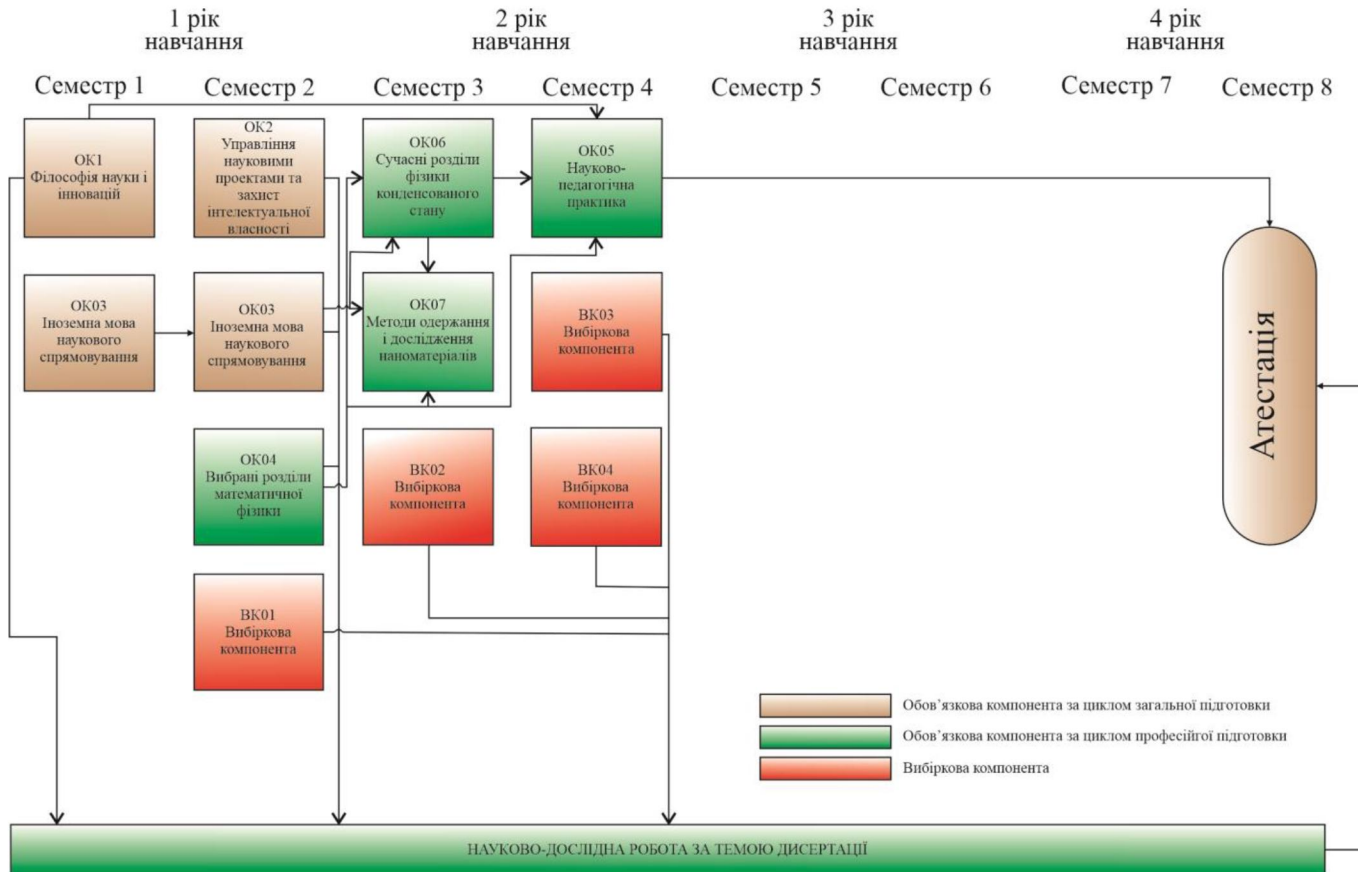 1 рік
навчання
2 рік
навчання
3 рік
навчання
4 рік
навчання
Семестр 1
Семестр 2
Семестр 3
Семестр 4
Семестр 5
Семестр 6
Семестр 7
Семестр 8
ОК1
Філософія науки і
інновацій
ОК2
Управління
науковими
проектами та
захист
інтелектуальної
власності
ОК06
Сучасні розділи
фізики
конденсованого
стану
ОК05
Науково-
педагогічна
практика
ОК03
Іноземна мова
наукового
спрямовування
ОК03
Іноземна мова
наукового
спрямовування
ОК07
Методи одержання
і дослідження
наноматеріалів
ВК03
Вибіркова
компонента
Атестація
ОК04
Вибрані розділи
математичної
фізики
ВК02
Вибіркова
компонента
ВК04
Вибіркова
компонента
ВК01
Вибіркова
компонента
Обов’язкова компонента за циклом загальної підготовки
Обов’язкова компонента за циклом професійгої підготовки
Вибіркова компонента
НАУКОВО-ДОСЛІДНА РОБОТА ЗА ТЕМОЮ ДИСЕРТАЦІЇ